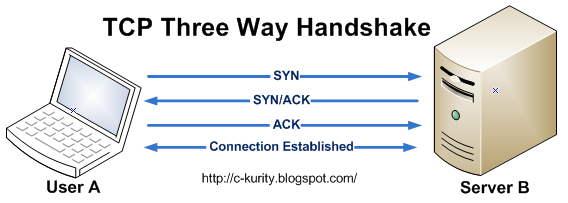 TCP Three Way Handshake
SYN
SYN/ACK
ACK
Connection Established
User A
http://c-kurity.blogspot.com/
Server B